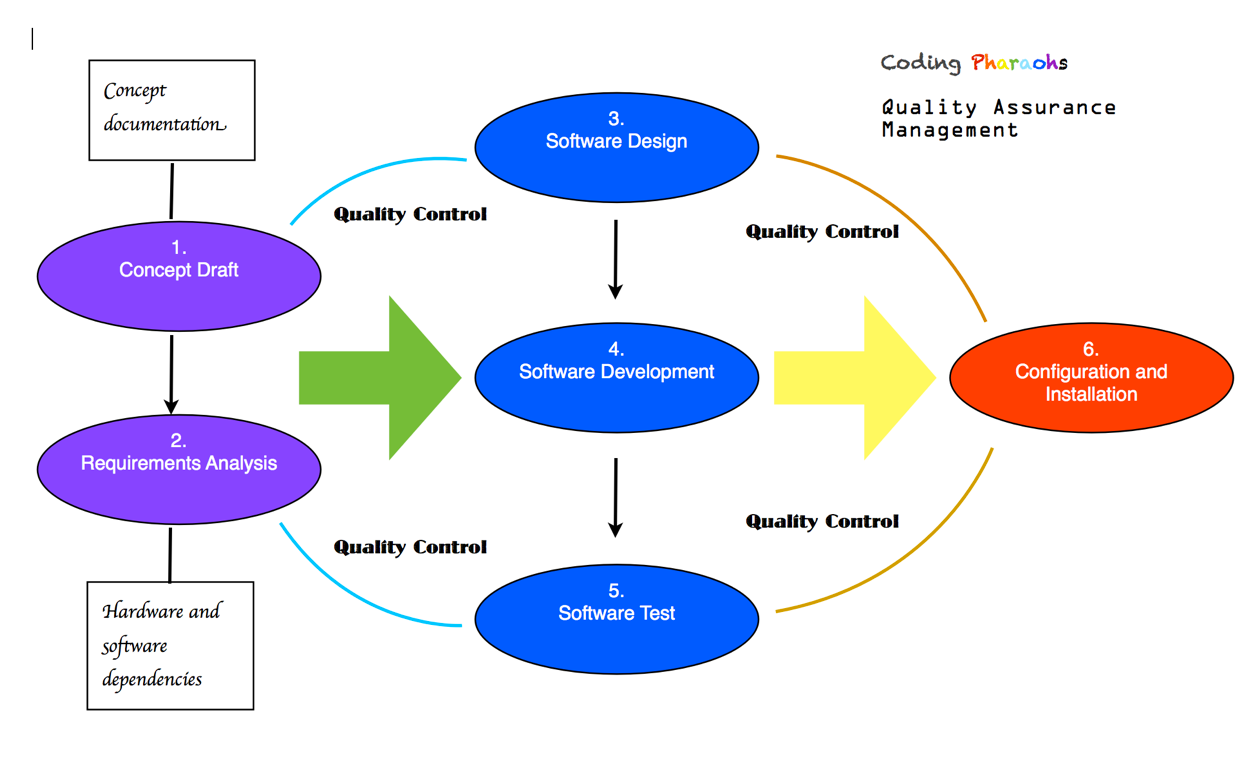 Coding Pharaohs
Quality Assurance
Management
Concept
documentation
1.
Concept Draft
2.
Requirements Analysis
Hardware and
software
dependencies
Quality Control
Quality Control
3.
Software Design
4.
Software Development
5.
Software Test
Quality Control
Quality Control
6.
Configuration and
Installation